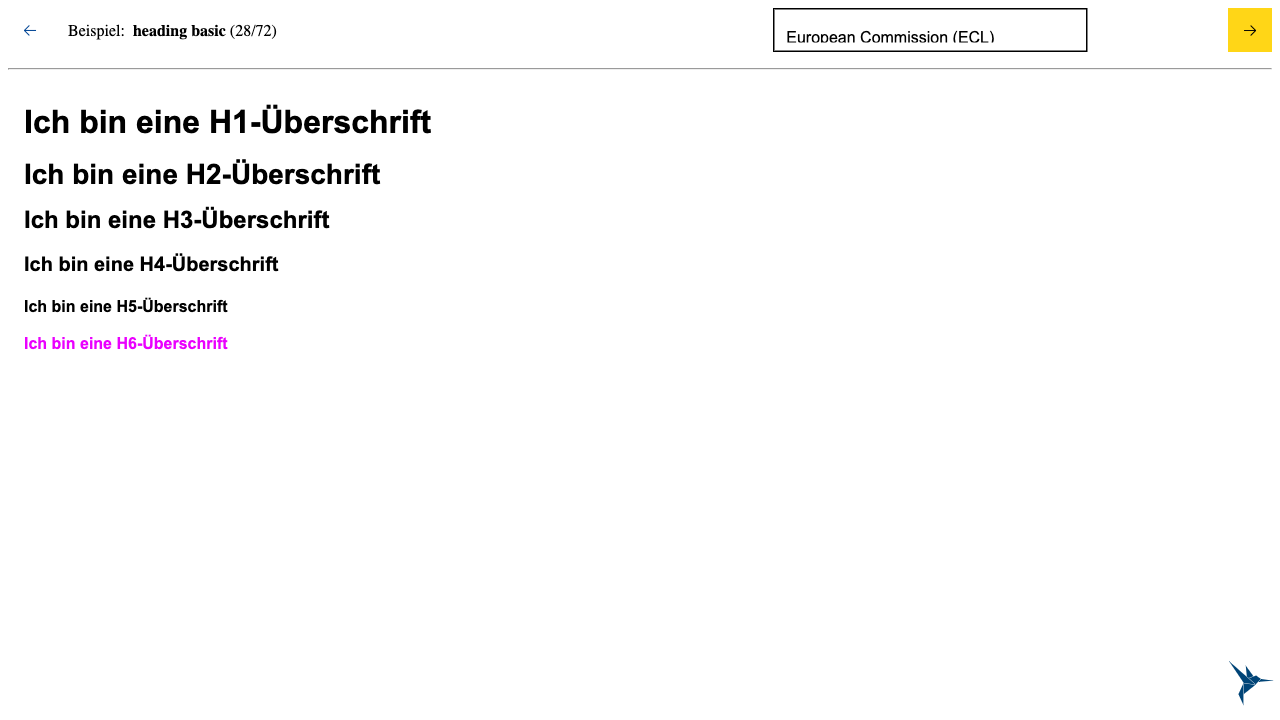 Beispiel: heading basic (28/72)
European Commission (ECL)
Ich bin eine H1-Überschrift
Ich bin eine H2-Überschrift
Ich bin eine H3-Überschrift
Ich bin eine H4-Überschrift
Ich bin eine H5-Überschrift
Ich bin eine H6-Überschrift